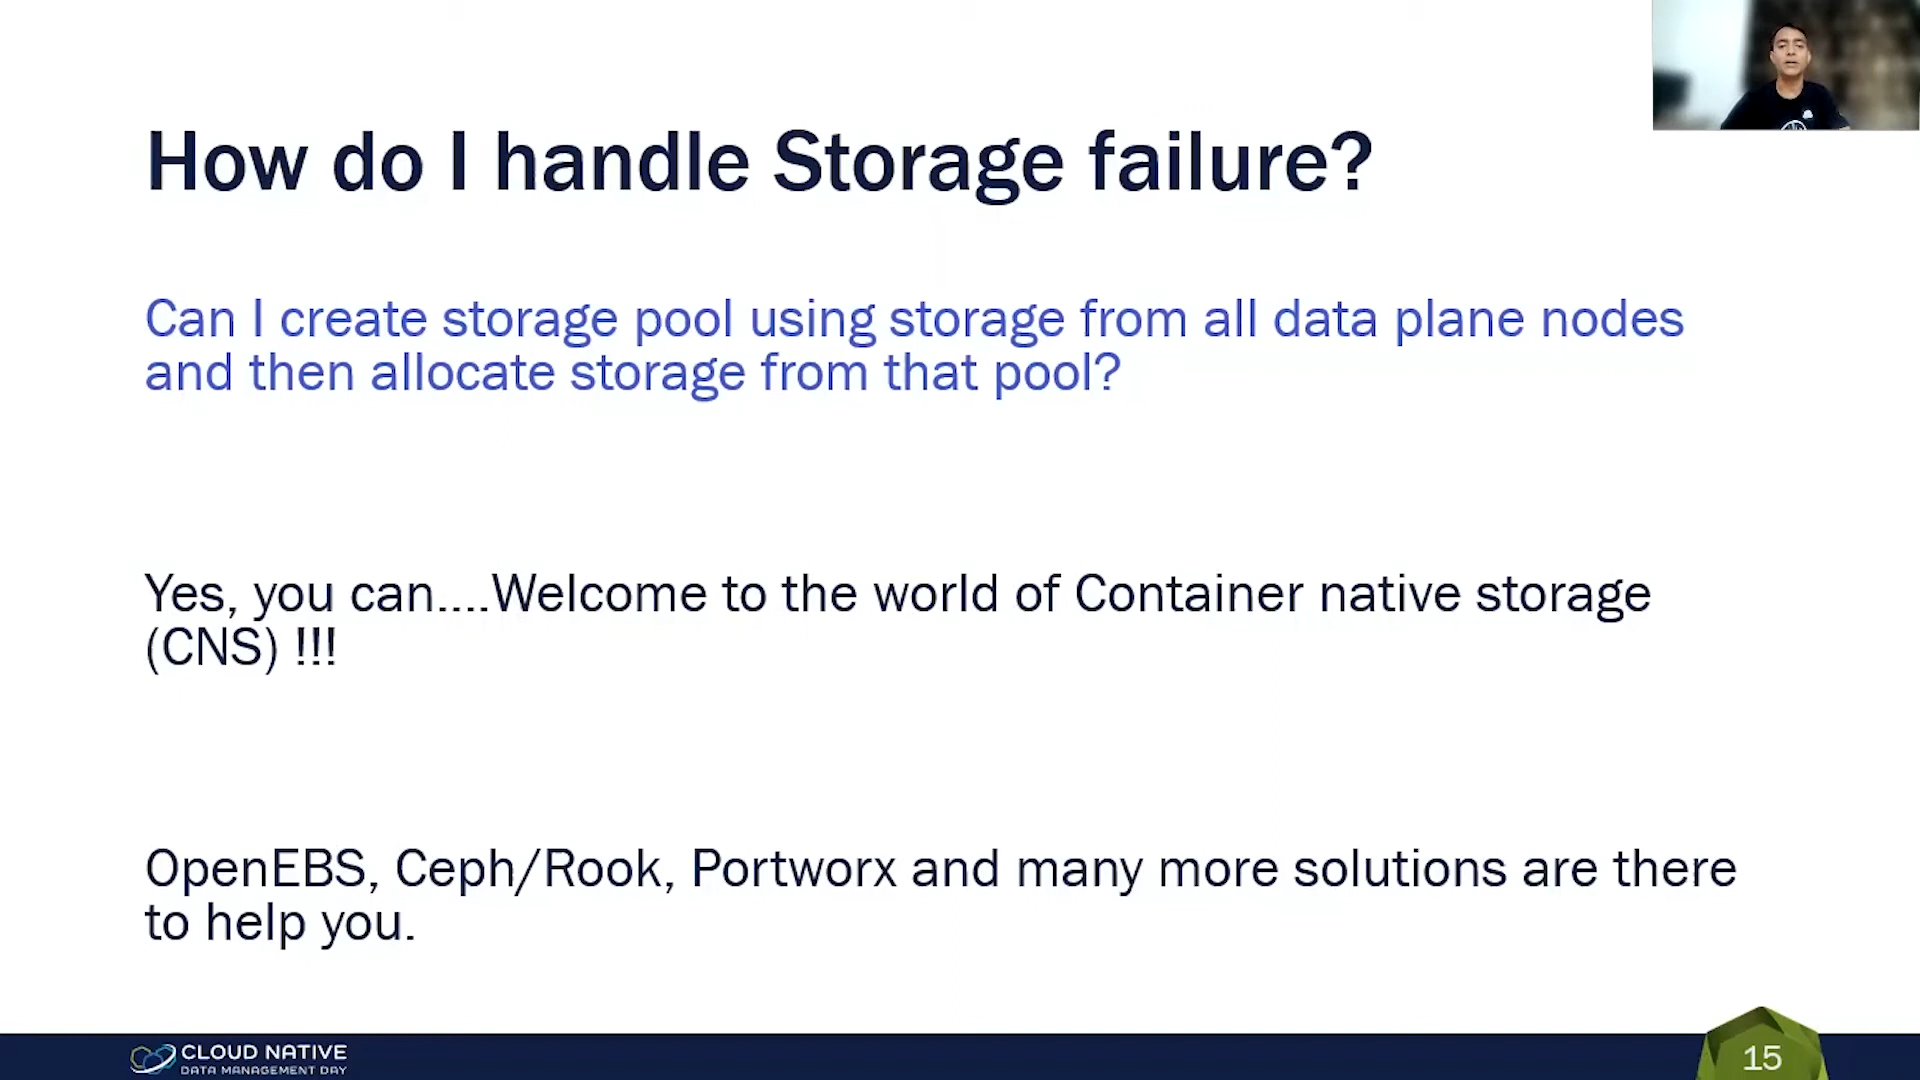 How do I handle Storage failure?
Can I create storage pool using storage from all data plane nodes
and then allocate storage from that pool?
Yes, you can....Welcome to the world of Container native storage
(CNS) !!!
OpenEBS, Ceph/Rook, Portworx and many more solutions are there
to help you.
CLOUD NATIVE
DATA MANAGEMENT DAY
15